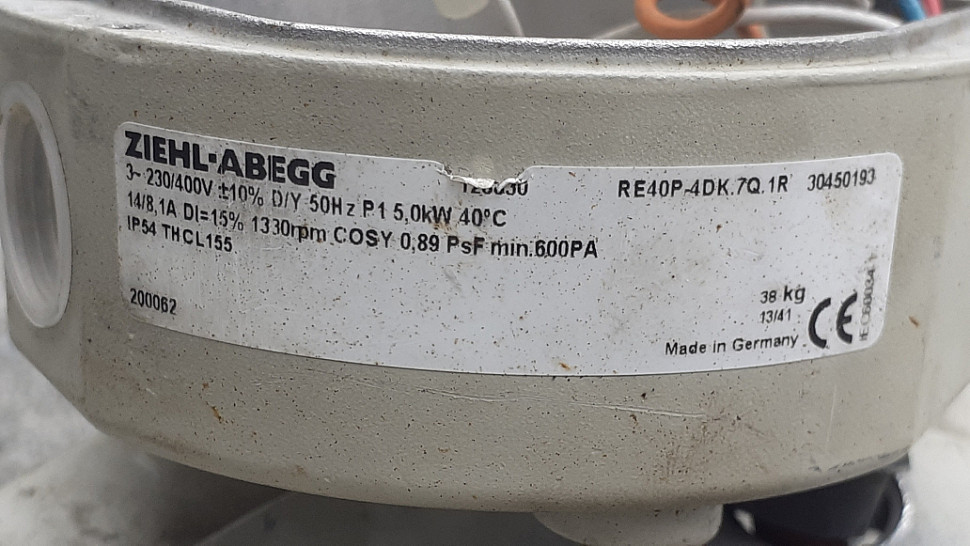 ZIEHL-ABEGG
RE40P-4DK.7Q.1R 30450193
3~ 230/400V ±10% D/Y 50Hz P1 5,0kW 40°C
14/8,1A DI=15% 1330rpm COSY 0,89 PsF min.600PA
IP54 THCL155
200062
38 kg
13/41
Made in Germany
CE